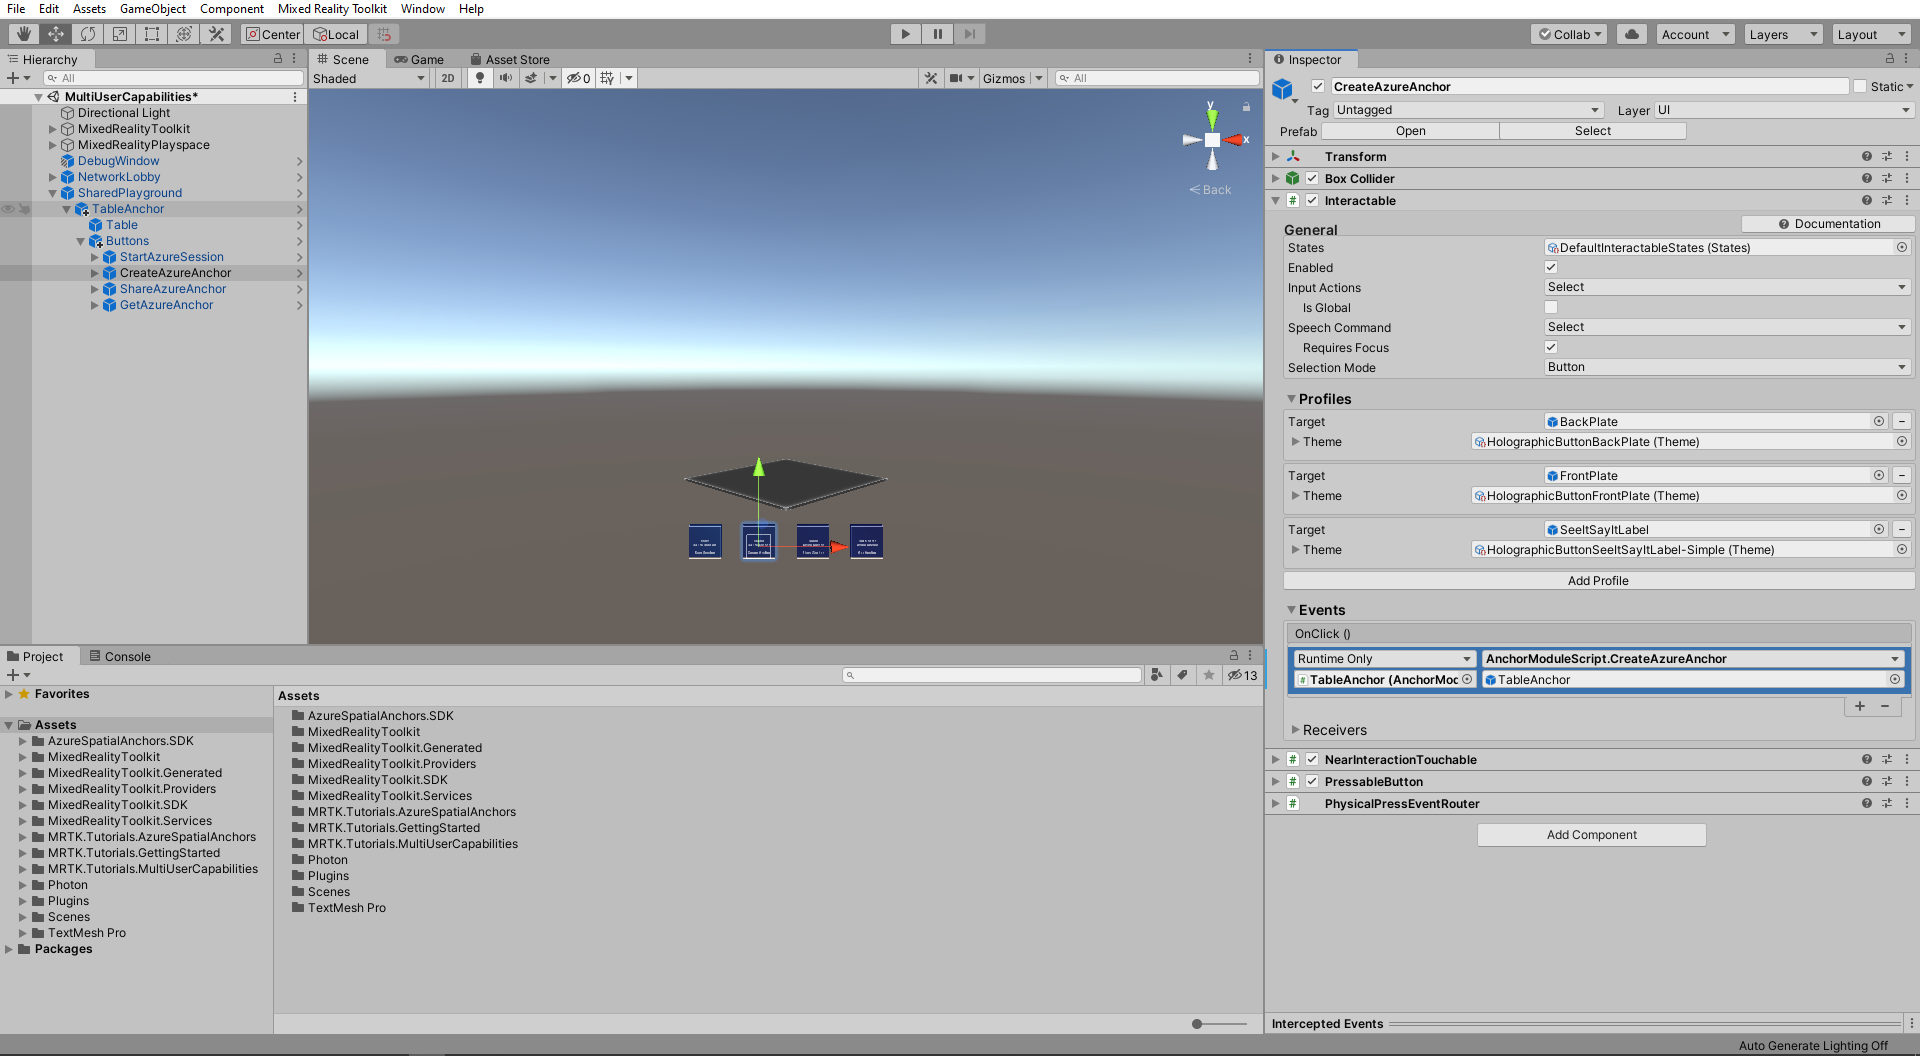 File Edit Assets GameObject Component Mixed Reality Toolkit Window Help
Center Local Collab Account Layers Layout
Hierarchy
All
MultiUserCapabilities*
Directional Light
MixedRealityToolkit
MixedRealityPlayspace
DebugWindow
NetworkLobby
SharedPlayground
TableAnchor
Table
Buttons
StartAzureSession
CreateAzureAnchor
ShareAzureAnchor
GetAzureAnchor
Scene Game Asset Store
Shaded 2D 0 Gizmos All
y
x
Back
Project Console
13
Favorites
Assets
AzureSpatialAnchors.SDK
MixedRealityToolkit
MixedRealityToolkit.Generated
MixedRealityToolkit.Providers
MixedRealityToolkit.SDK
MixedRealityToolkit.Services
MRTK.Tutorials.AzureSpatialAnchors
MRTK.Tutorials.GettingStarted
MRTK.Tutorials.MultiUserCapabilities
Photon
Plugins
Scenes
TextMesh Pro
Packages
Assets
AzureSpatialAnchors.SDK
MixedRealityToolkit
MixedRealityToolkit.Generated
MixedRealityToolkit.Providers
MixedRealityToolkit.SDK
MixedRealityToolkit.Services
MRTK.Tutorials.AzureSpatialAnchors
MRTK.Tutorials.GettingStarted
MRTK.Tutorials.MultiUserCapabilities
Photon
Plugins
Scenes
TextMesh Pro
Inspector
CreateAzureAnchor Static
Tag Untagged Layer UI
Prefab Open Select
Transform
Box Collider
Interactable
Documentation
General
States DefaultInteractableStates (States)
Enabled
Input Actions Select
Is Global
Speech Command Select
Requires Focus
Selection Mode Button
Profiles
Target BackPlate
Theme HolographicButtonBackPlate (Theme)
Target FrontPlate
Theme HolographicButtonFrontPlate (Theme)
Target SeeItSayItLabel
Theme HolographicButtonSeeItSayItLabel-Simple (Theme)
Add Profile
Events
OnClick ()
Runtime Only AnchorModuleScript.CreateAzureAnchor
TableAnchor (AnchorMod TableAnchor
Receivers
NearInteractionTouchable
PressableButton
PhysicalPressEventRouter
Add Component
Intercepted Events
Auto Generate Lighting Off